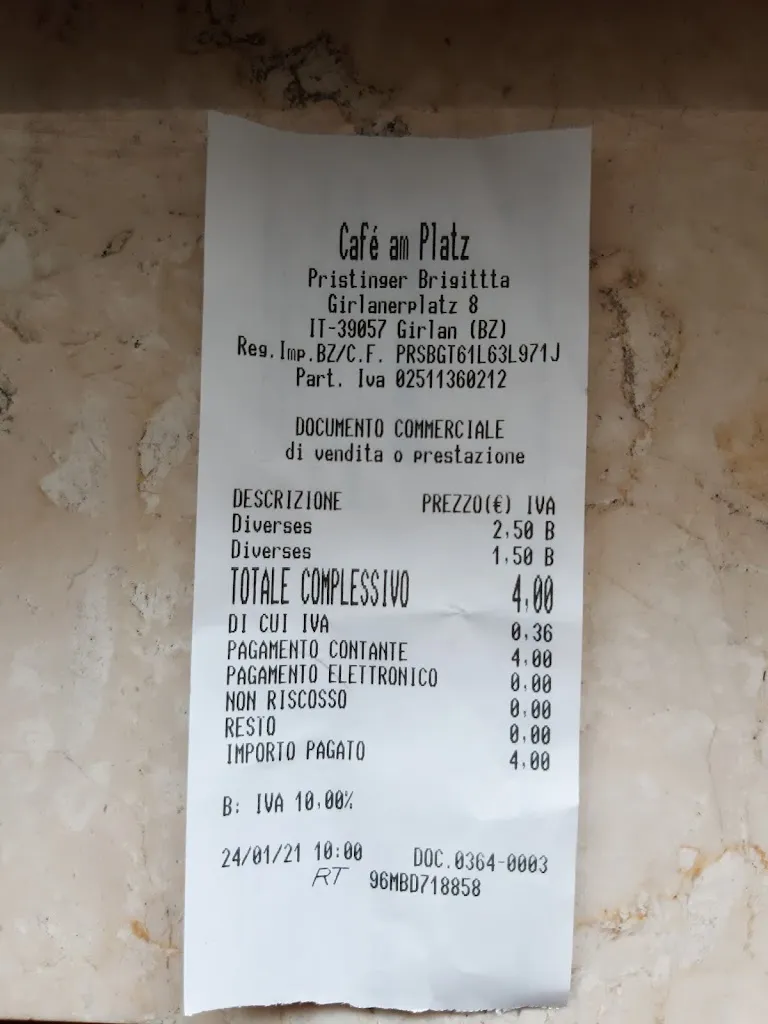 Café am Platz
Pristinger Brigittta
Girlanerplatz 8
IT-39057 Girlan (BZ)
Reg.Imp.BZ/C.F. PRSBGT61L63L971J
Part. Iva 02511360212
DOCUMENTO COMMERCIALE
di vendita o prestazione
DESCRIZIONE PREZZO(€) IVA
Diverses 2,50 B
Diverses 1,50 B
TOTALE COMPLESSIVO 4,00
DI CUI IVA 0,36
PAGAMENTO CONTANTE 4,00
PAGAMENTO ELETTRONICO 0,00
NON RISCOSSO 0,00
RESTO 0,00
IMPORTO PAGATO 4,00
B: IVA 10,00%
24/01/21 10:00 DOC.0364-0003
RT 96MBD718858